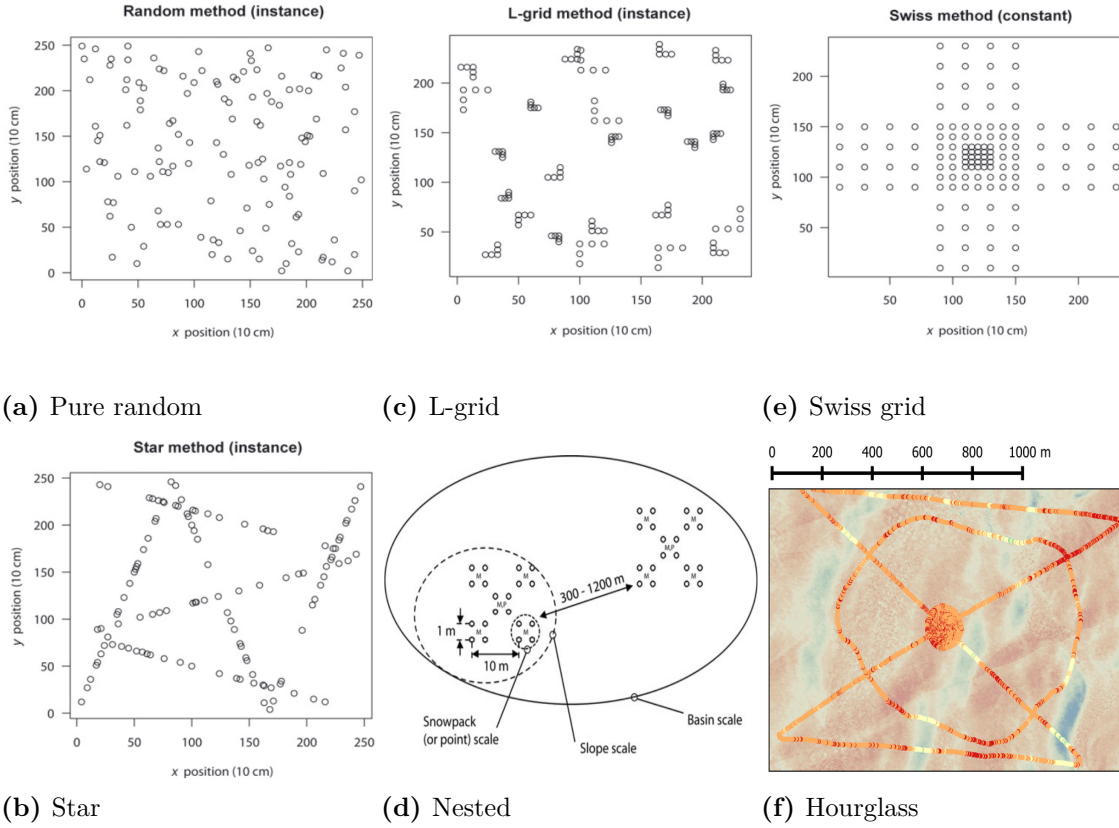 Random method (instance)
250
200
150
100
50
0
y position (10 cm)
0 50 100 150 200 250
x position (10 cm)
(a) Pure random
L-grid method (instance)
200
150
100
50
y position (10 cm)
0 50 100 150 200
x position (10 cm)
(c) L-grid
Swiss method (constant)
200
150
100
50
y position (10 cm)
50 100 150 200
x position (10 cm)
(e) Swiss grid
Star method (instance)
250
200
150
100
50
0
y position (10 cm)
0 50 100 150 200 250
x position (10 cm)
(b) Star
M M
M,P
M M
M M
M,P
M M
300 - 1200 m
1 m
10 m
Snowpack
(or point) scale
Slope scale
Basin scale
(d) Nested
0 200 400 600 800 1000 m
(f) Hourglass